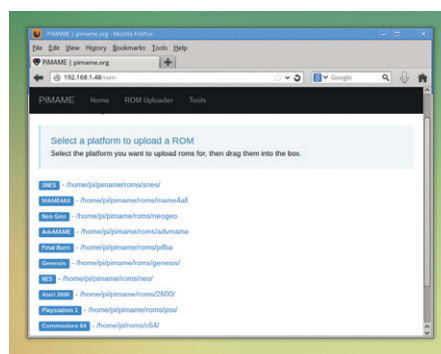 PiMAME | pimame.org - Mozilla Firefox
File Edit View History Bookmarks Tools Help
PiMAME | pimame.org
192.168.1.48/rom
Google
PiMAME Home ROM Uploader Tools
Select a platform to upload a ROM
Select the platform you want to upload roms for, then drag them into the box.
SNES - /home/pi/pimame/roms/snes/
MAME4All - /home/pi/pimame/roms/mame4all
Neo Geo - /home/pi/pimame/roms/neogeo
AdvMAME - /home/pi/pimame/roms/advmame
Final Burn - /home/pi/pimame/roms/pifba
Genesis - /home/pi/pimame/roms/genesis/
NES - /home/pi/pimame/roms/nes/
Atari 2600 - /home/pi/pimame/roms/2600/
Playstation 1 - /home/pi/pimame/roms/psx/
Commodore 64 - /home/pi/roms/c64/